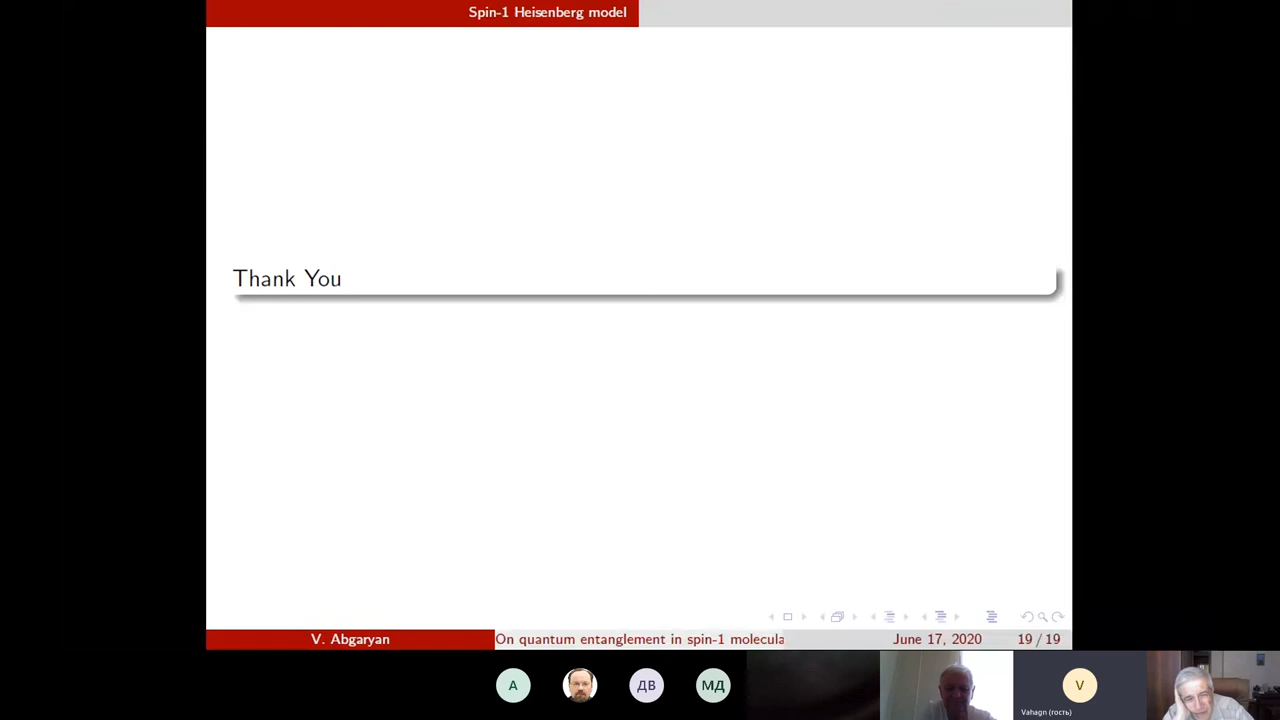 Spin-1 Heisenberg model
Thank You
V. Abgaryan
On quantum entanglement in spin-1 molecula
June 17, 2020
19 / 19
A
ДВ
МД
V
Vahagn (гость)